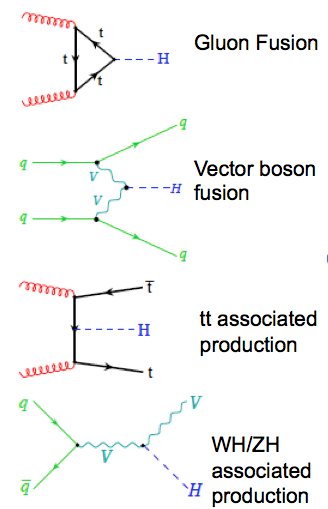 t
t
t
H
Gluon Fusion
q
q
V
V
H
q
q
Vector boson
fusion
t̅
H
t
tt associated
production
q
q̅
V
V
H
WH/ZH
associated
production